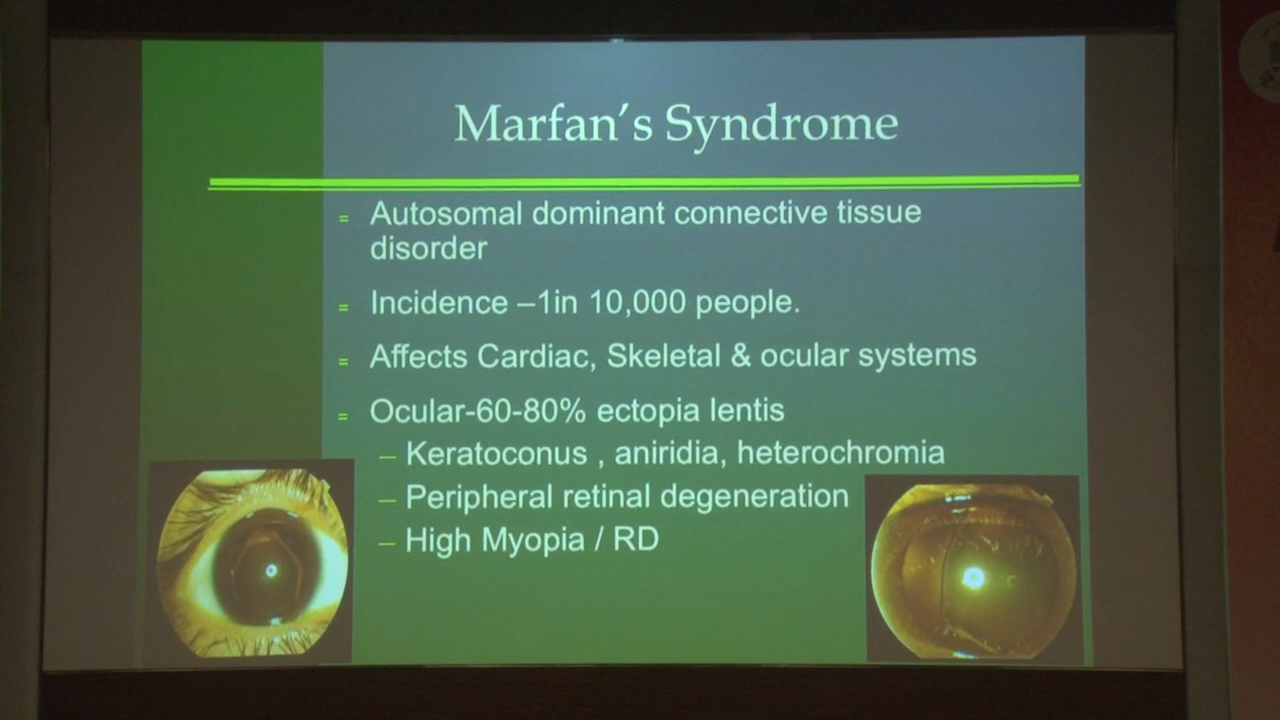 Marfan’s Syndrome
= Autosomal dominant connective tissue
disorder
= Incidence –1in 10,000 people.
= Affects Cardiac, Skeletal & ocular systems
= Ocular-60-80% ectopia lentis
– Keratoconus , aniridia, heterochromia
– Peripheral retinal degeneration
– High Myopia / RD